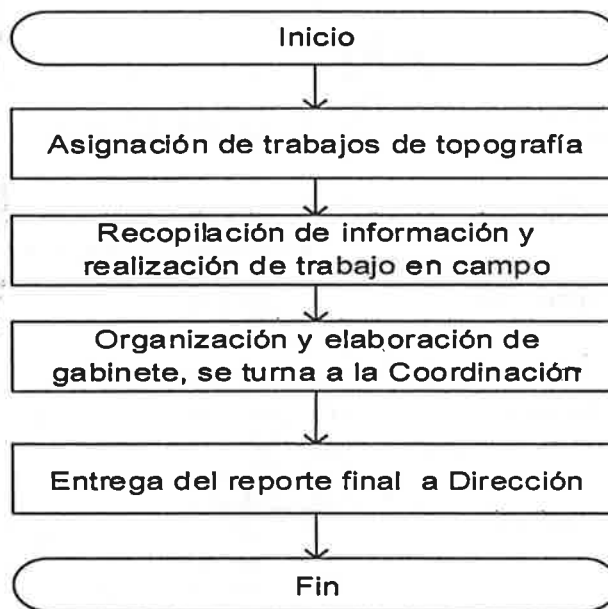 Inicio
Asignación de trabajos de topografía
Recopilación de información y
realización de trabajo en campo
Organización y elaboración de
gabinete, se turna a la Coordinación
Entrega del reporte final a Dirección
Fin